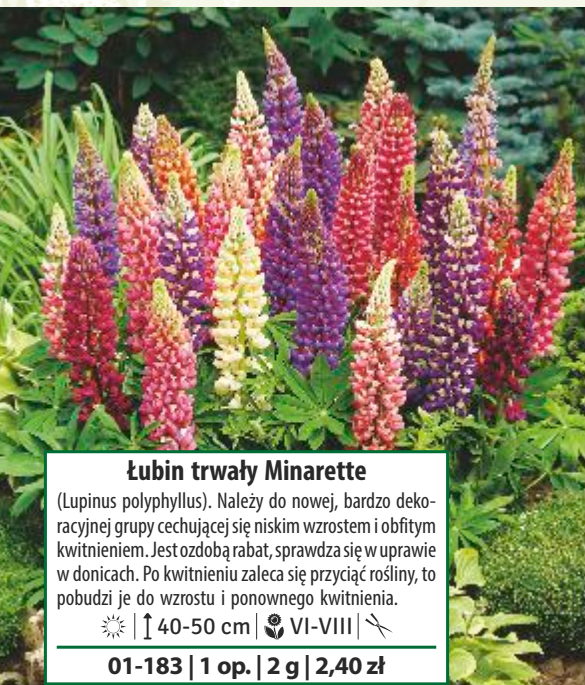 Łubin trwały Minarette
(Lupinus polyphyllus). Należy do nowej, bardzo deko-
racyjnej grupy cechującej się niskim wzrostem i obfitym
kwitnieniem. Jest ozdobą rabat, sprawdza się w uprawie
w donicach. Po kwitnieniu zaleca się przyciąć rośliny, to
pobudzi je do wzrostu i ponownego kwitnienia.
| 40-50 cm | VI-VIII |
01-183 | 1 op. | 2 g | 2,40 zł